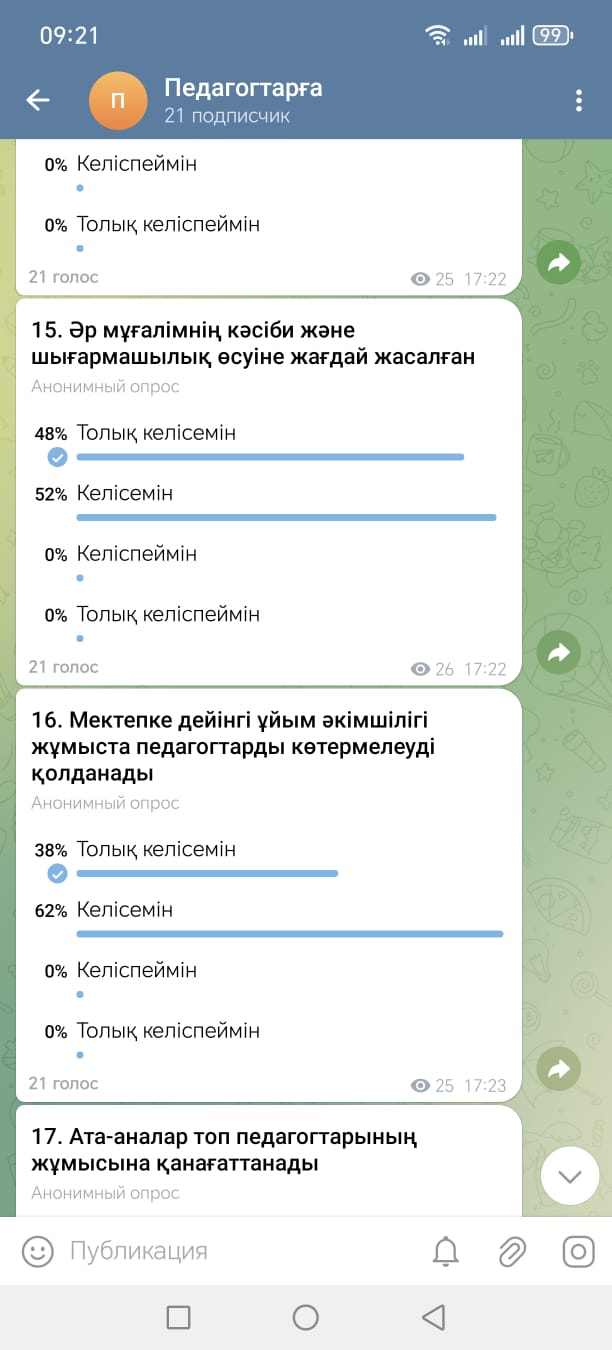 09:21
99
П
Педагогтарға
21 подписчик
0% Келіспеймін
0% Толық келіспеймін
21 голос
25 17:22
15. Әр мұғалімнің кәсіби және
шығармашылық өсуіне жағдай жасалған
Анонимный опрос
48% Толық келісемін
52% Келісемін
0% Келіспеймін
0% Толық келіспеймін
21 голос
26 17:22
16. Мектепке дейінгі ұйым әкімшілігі
жұмыста педагогтарды көтермелеуді
қолданады
Анонимный опрос
38% Толық келісемін
62% Келісемін
0% Келіспеймін
0% Толық келіспеймін
21 голос
25 17:23
17. Ата-аналар топ педагогтарының
жұмысына қанағаттанады
Анонимный опрос
Публикация